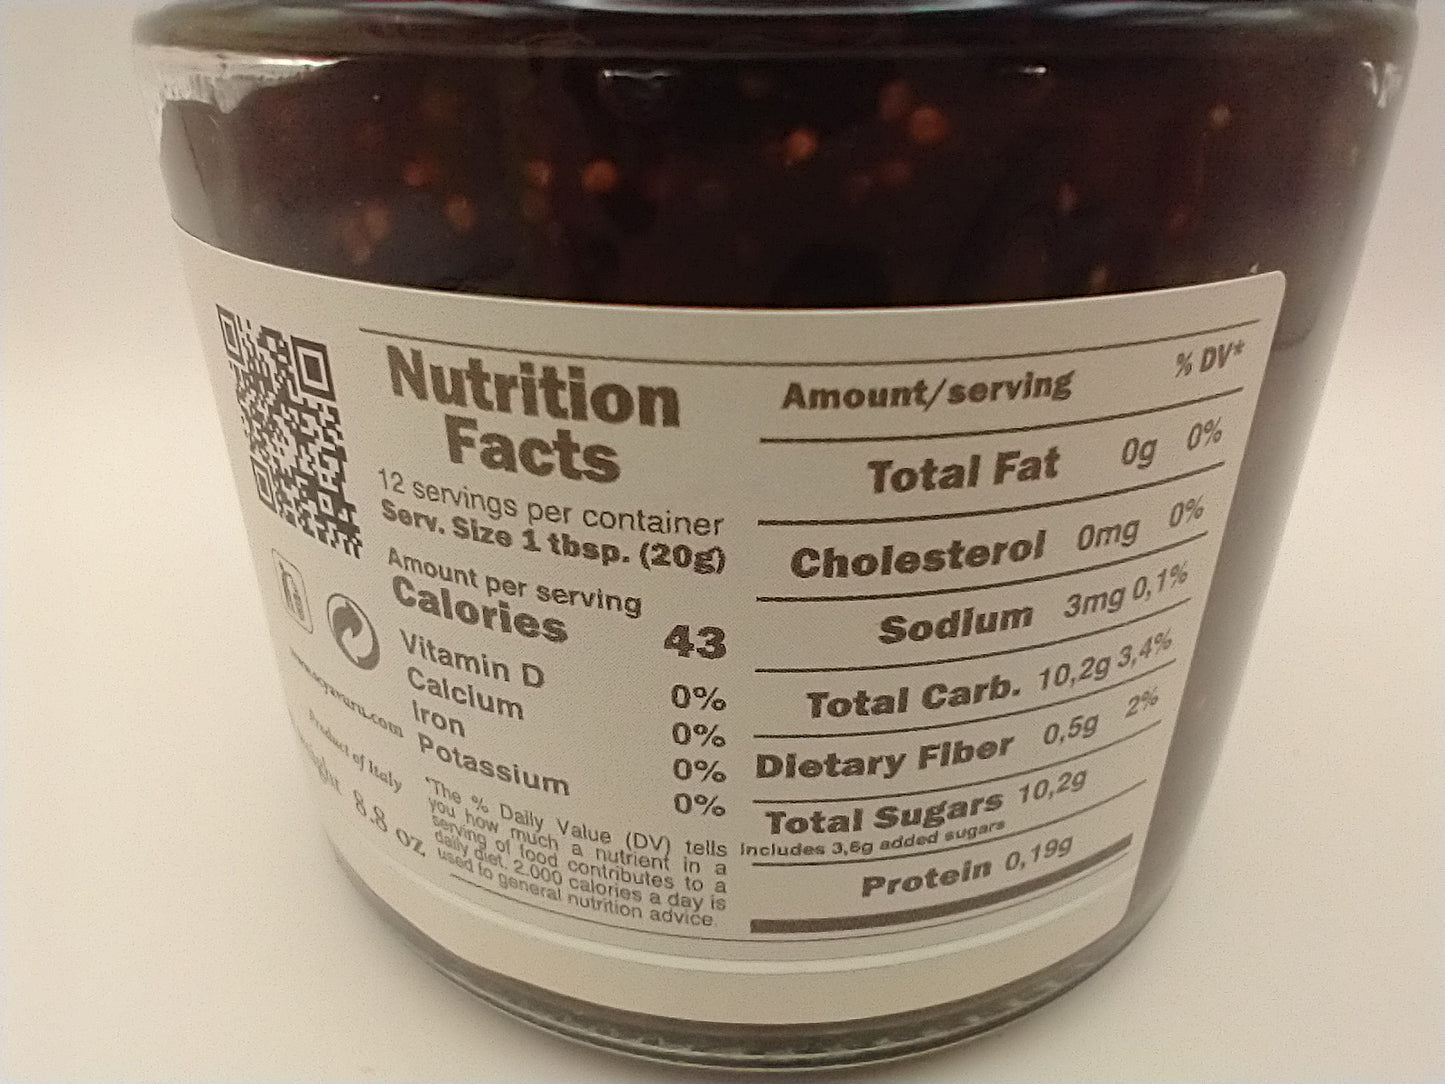 Nutrition
Facts
12 servings per container
Serv. Size 1 tbsp. (20g)
Amount per serving
Calories 43
Vitamin D 0%
Calcium 0%
Iron 0%
Potassium 0%
*The % Daily Value (DV) tells
you how much a nutrient in a
serving of food contributes to a
daily diet. 2.000 calories a day is
used to general nutrition advice.
Amount/serving % DV*
Total Fat 0g 0%
Cholesterol 0mg 0%
Sodium 3mg 0,1%
Total Carb. 10,2g 3,4%
Dietary Fiber 0,5g 2%
Total Sugars 10,2g
Includes 3,6g added sugars
Protein 0,19g
Product of Italy
8.8 oz